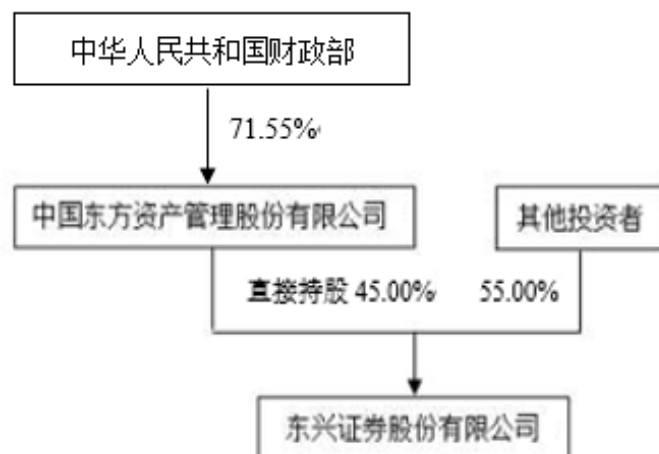 中华人民共和国财政部
71.55%
中国东方资产管理股份有限公司
其他投资者
直接持股 45.00%
55.00%
东兴证券股份有限公司